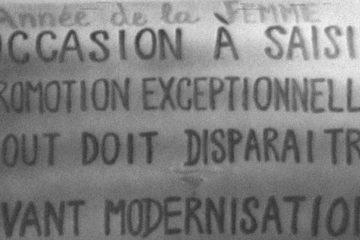 Année de la FEMME
OCCASION À SAISI
ROMOTION EXCEPTIONNELL
OUT DOIT DISPARAITR
VANT MODERNISATIO